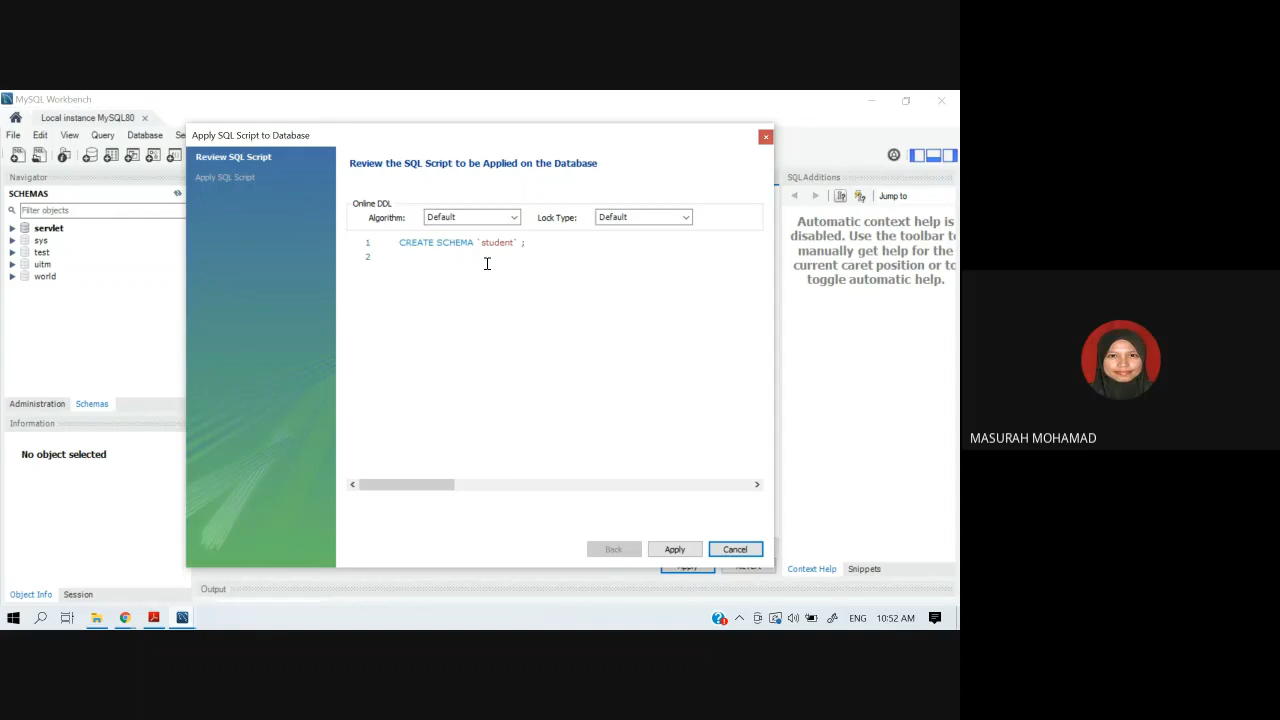 MySQL Workbench
Local instance MySQL80
File Edit View Query Database Se
Apply SQL Script to Database
Review SQL Script
Apply SQL Script
Review the SQL Script to be Applied on the Database
Online DDL
Algorithm: Default Lock Type: Default
1 CREATE SCHEMA `student` ;
2
Back Apply Cancel
Navigator
SCHEMAS
Filter objects
servlet
sys
test
uitm
world
Administration Schemas
Information
No object selected
Object Info Session
Output
SQLAdditions
Jump to
Automatic context help is
disabled. Use the toolbar to
manually get help for the
current caret position or to
toggle automatic help.
Context Help Snippets
ENG 10:52 AM
MASURAH MOHAMAD